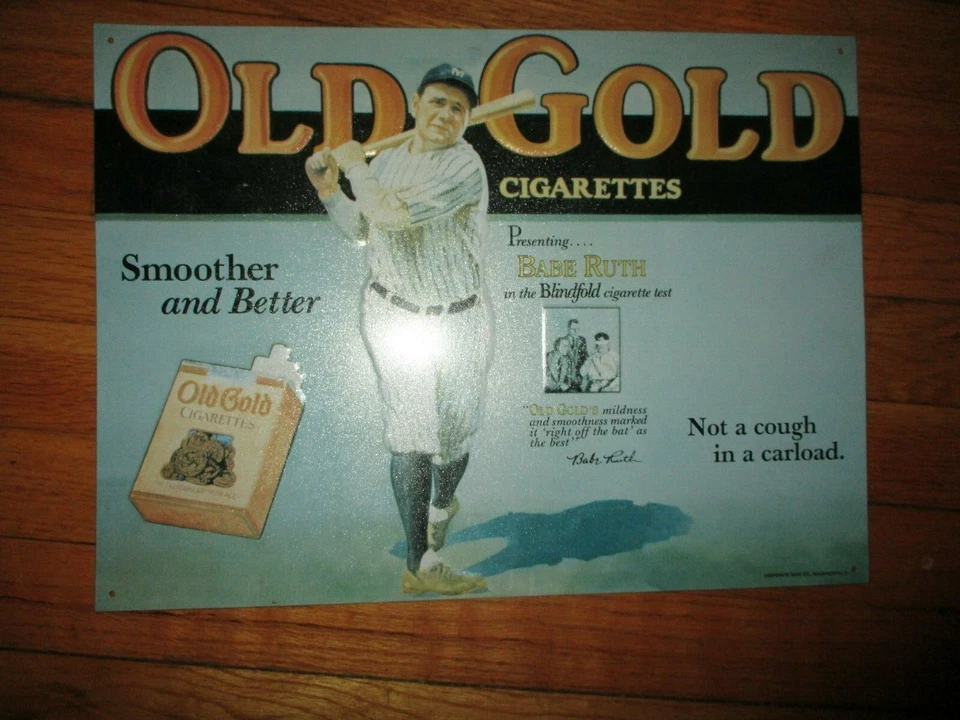 OLD GOLD
CIGARETTES
Smoother
and Better
Presenting....
BABE RUTH
in the Blindfold cigarette test
"OLD GOLD'S mildness
and smoothness marked
it 'right off the bat' as
the best"
Babe Ruth
Not a cough
in a carload.
Old Gold
CIGARETTES